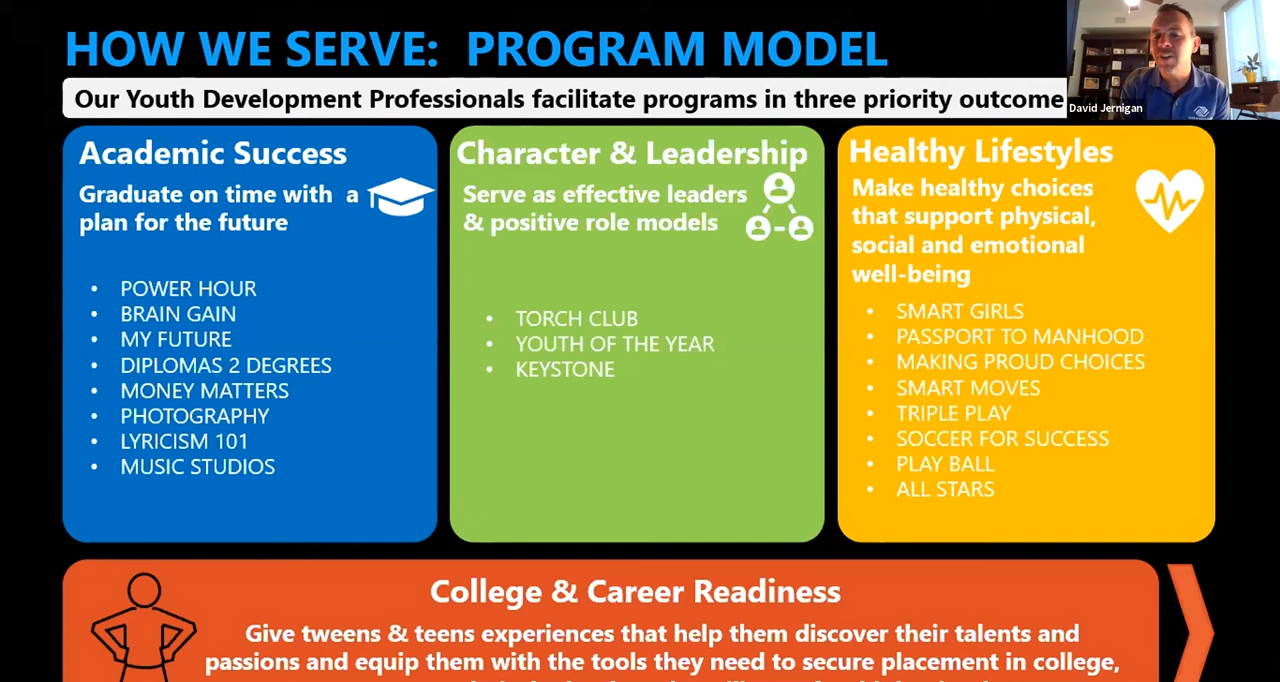 HOW WE SERVE: PROGRAM MODEL
Our Youth Development Professionals facilitate programs in three priority outcome
David Jernigan
Academic Success
Graduate on time with a
plan for the future
POWER HOUR
BRAIN GAIN
MY FUTURE
DIPLOMAS 2 DEGREES
MONEY MATTERS
PHOTOGRAPHY
LYRICISM 101
MUSIC STUDIOS
Character & Leadership
Serve as effective leaders
& positive role models
TORCH CLUB
YOUTH OF THE YEAR
KEYSTONE
Healthy Lifestyles
Make healthy choices
that support physical,
social and emotional
well-being
SMART GIRLS
PASSPORT TO MANHOOD
MAKING PROUD CHOICES
SMART MOVES
TRIPLE PLAY
SOCCER FOR SUCCESS
PLAY BALL
ALL STARS
College & Career Readiness
Give tweens & teens experiences that help them discover their talents and
passions and equip them with the tools they need to secure placement in college,